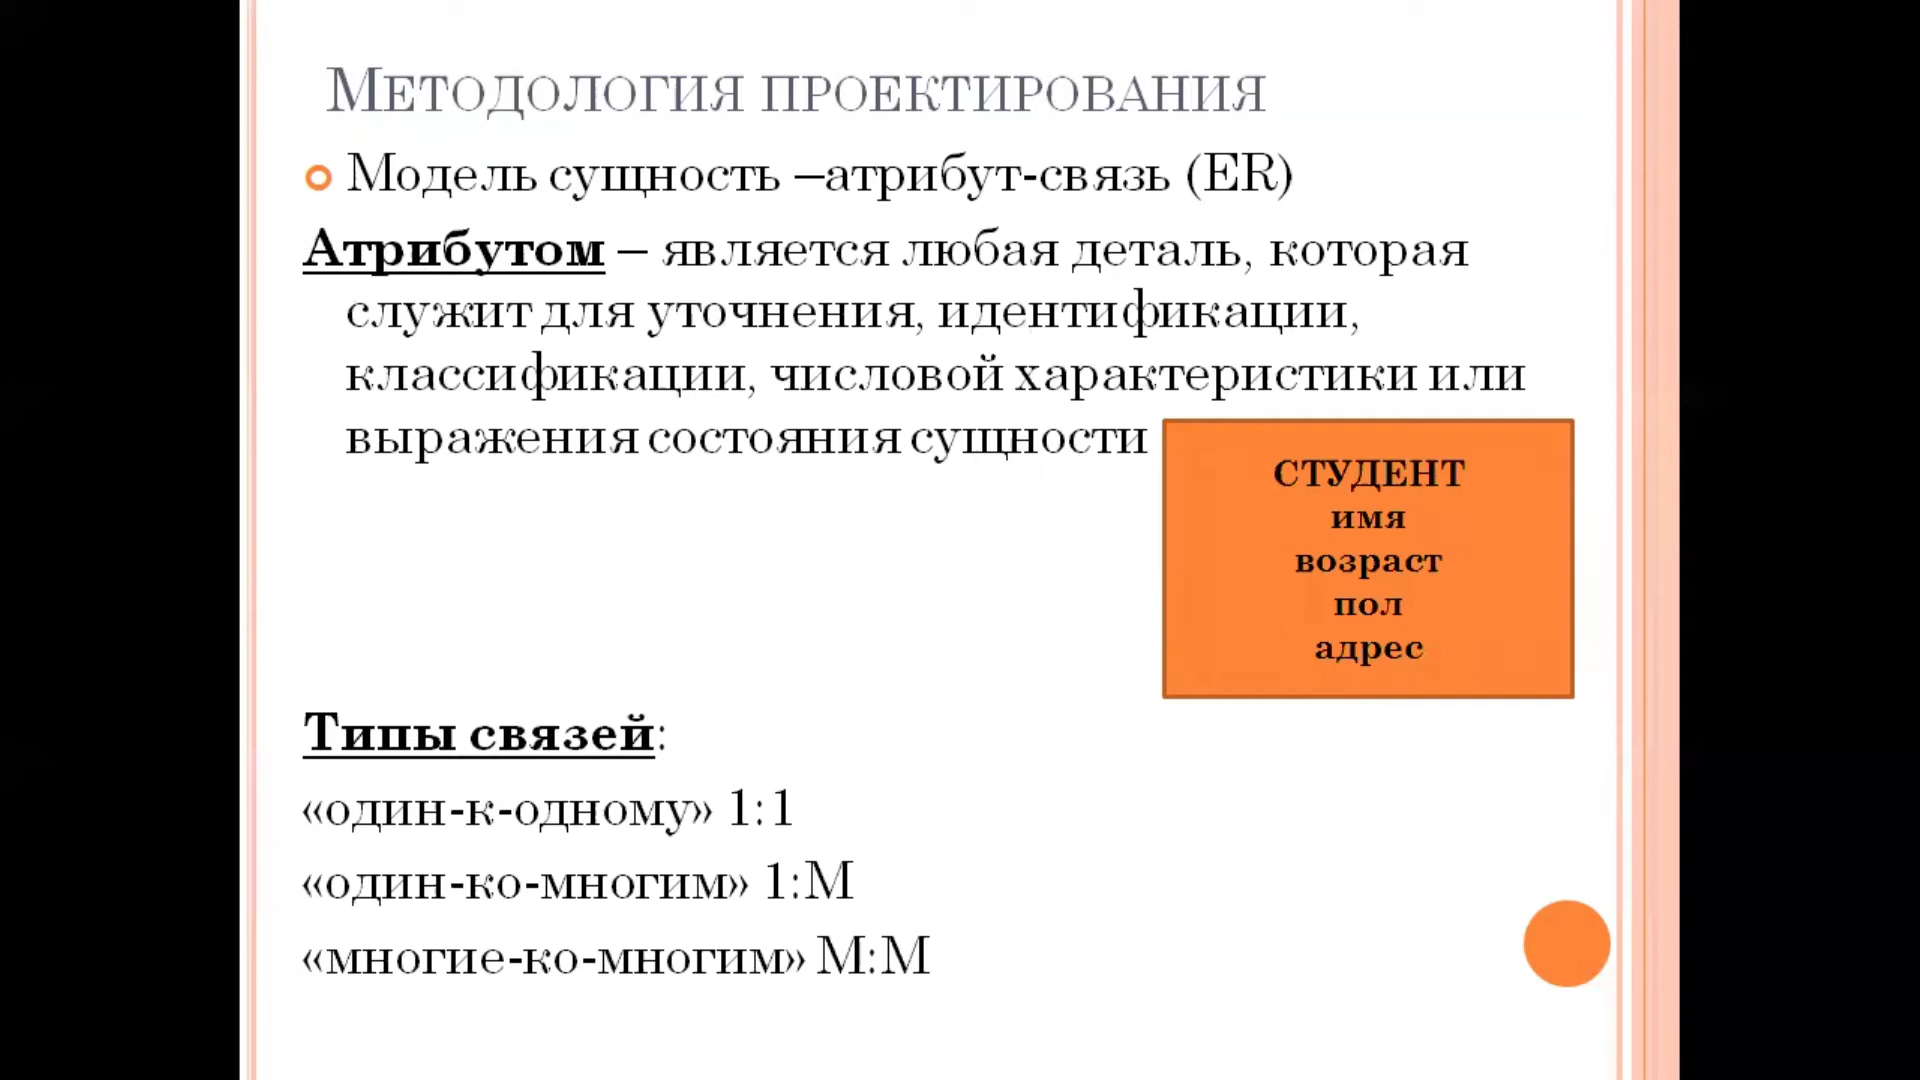 Методология проектирования
Модель сущность –атрибут-связь (ER)
Атрибутом – является любая деталь, которая
служит для уточнения, идентификации,
классификации, числовой характеристики или
выражения состояния сущности
СТУДЕНТ
имя
возраст
пол
адрес
Типы связей:
«один-к-одному» 1:1
«один-ко-многим» 1:М
«многие-ко-многим» М:М